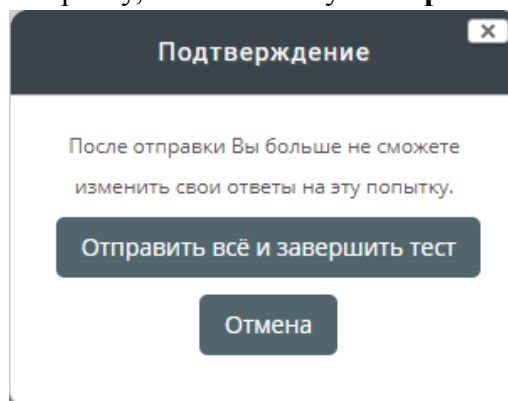 Подтверждение
После отправки Вы больше не сможете
изменить свои ответы на эту попытку.
Отправить всё и завершить тест
Отмена